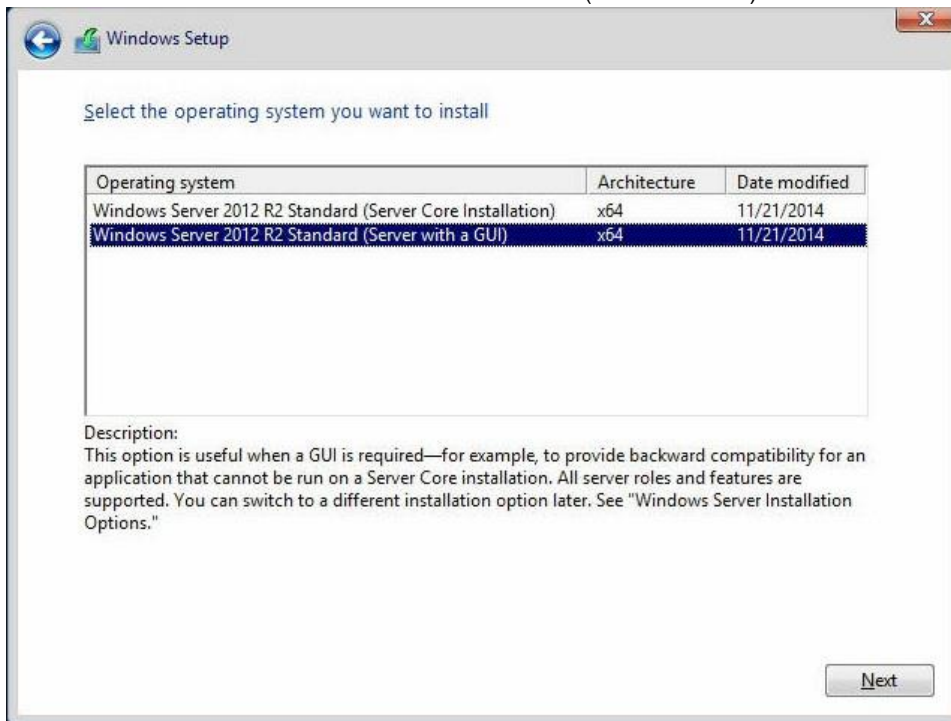 Windows Setup
Select the operating system you want to install
Operating system Architecture Date modified
Windows Server 2012 R2 Standard (Server Core Installation) x64 11/21/2014
Windows Server 2012 R2 Standard (Server with a GUI) x64 11/21/2014
Description:
This option is useful when a GUI is required—for example, to provide backward compatibility for an
application that cannot be run on a Server Core installation. All server roles and features are
supported. You can switch to a different installation option later. See "Windows Server Installation
Options."
Next